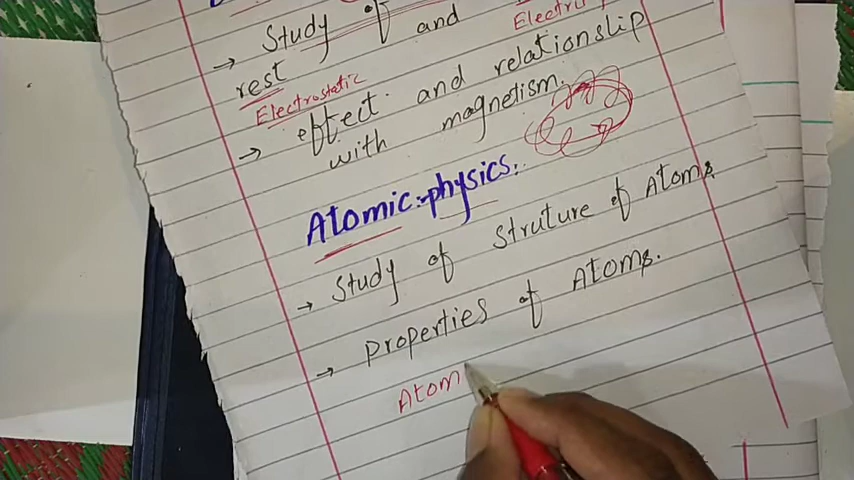 → Study of and
rest
Electrostatic
→ effect. and relationship
with magnetism.
Atomic physics:
→ Study of Struture of Atoms
→ properties of Atoms.
Atom